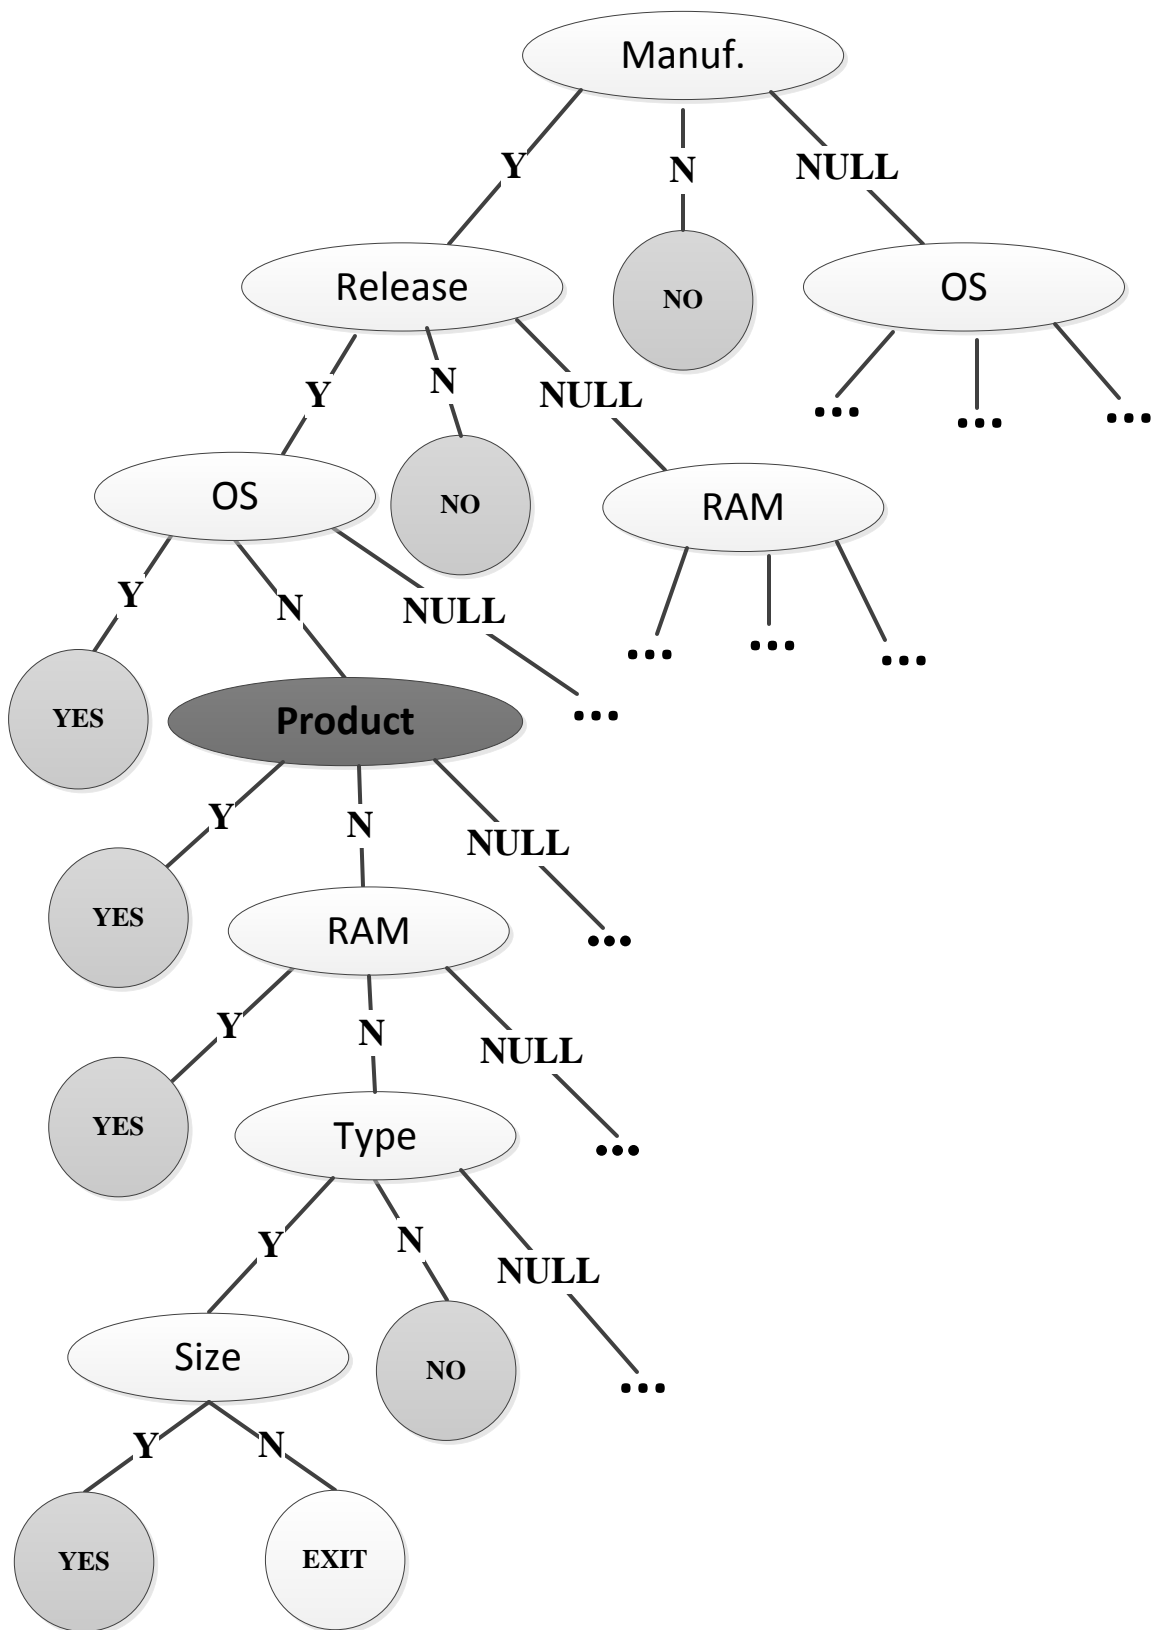 Manuf.
Y
N
NULL
Release
NO
OS
Y
N
NULL
...
...
...
OS
NO
RAM
Y
N
NULL
...
...
...
YES
Product
...
Y
N
NULL
YES
RAM
...
Y
N
NULL
YES
Type
...
Y
N
NULL
Size
NO
...
Y
N
YES
EXIT